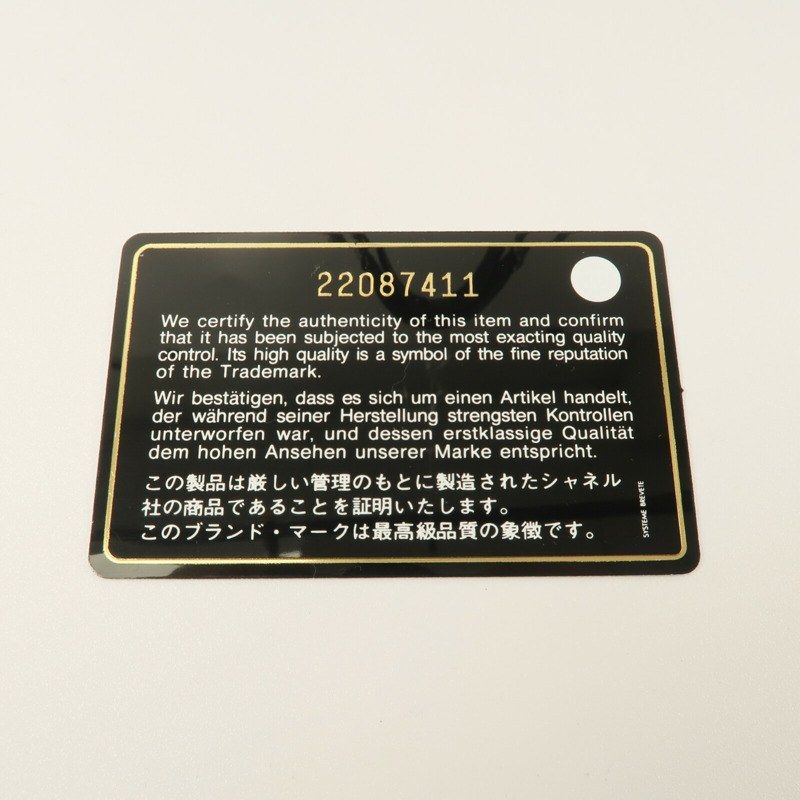 22087411
We certify the authenticity of this item and confirm
that it has been subjected to the most exacting quality
control. Its high quality is a symbol of the fine reputation
of the Trademark.
Wir bestätigen, dass es sich um einen Artikel handelt,
der während seiner Herstellung strengsten Kontrollen
unterworfen war, und dessen erstklassige Qualität
dem hohen Ansehen unserer Marke entspricht.
この製品は厳しい管理のもとに製造されたシャネル
社の商品であることを証明いたします。
このブランド・マークは最高級品質の象徴です。
SYSTEME BREVETE